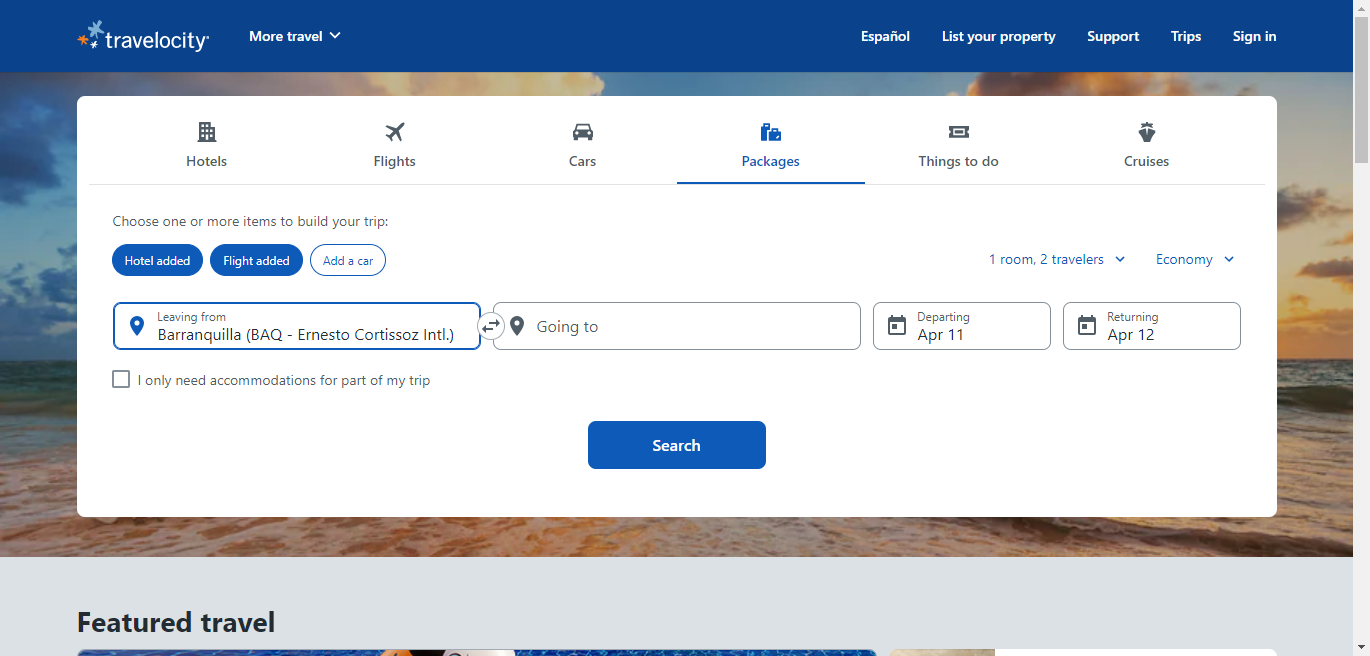 travelocity
More travel
Español
List your property
Support
Trips
Sign in
Hotels
Flights
Cars
Packages
Things to do
Cruises
Choose one or more items to build your trip:
Hotel added
Flight added
Add a car
1 room, 2 travelers
Economy
Leaving from
Barranquilla (BAQ - Ernesto Cortissoz Intl.)
Going to
Departing
Apr 11
Returning
Apr 12
I only need accommodations for part of my trip
Search
Featured travel